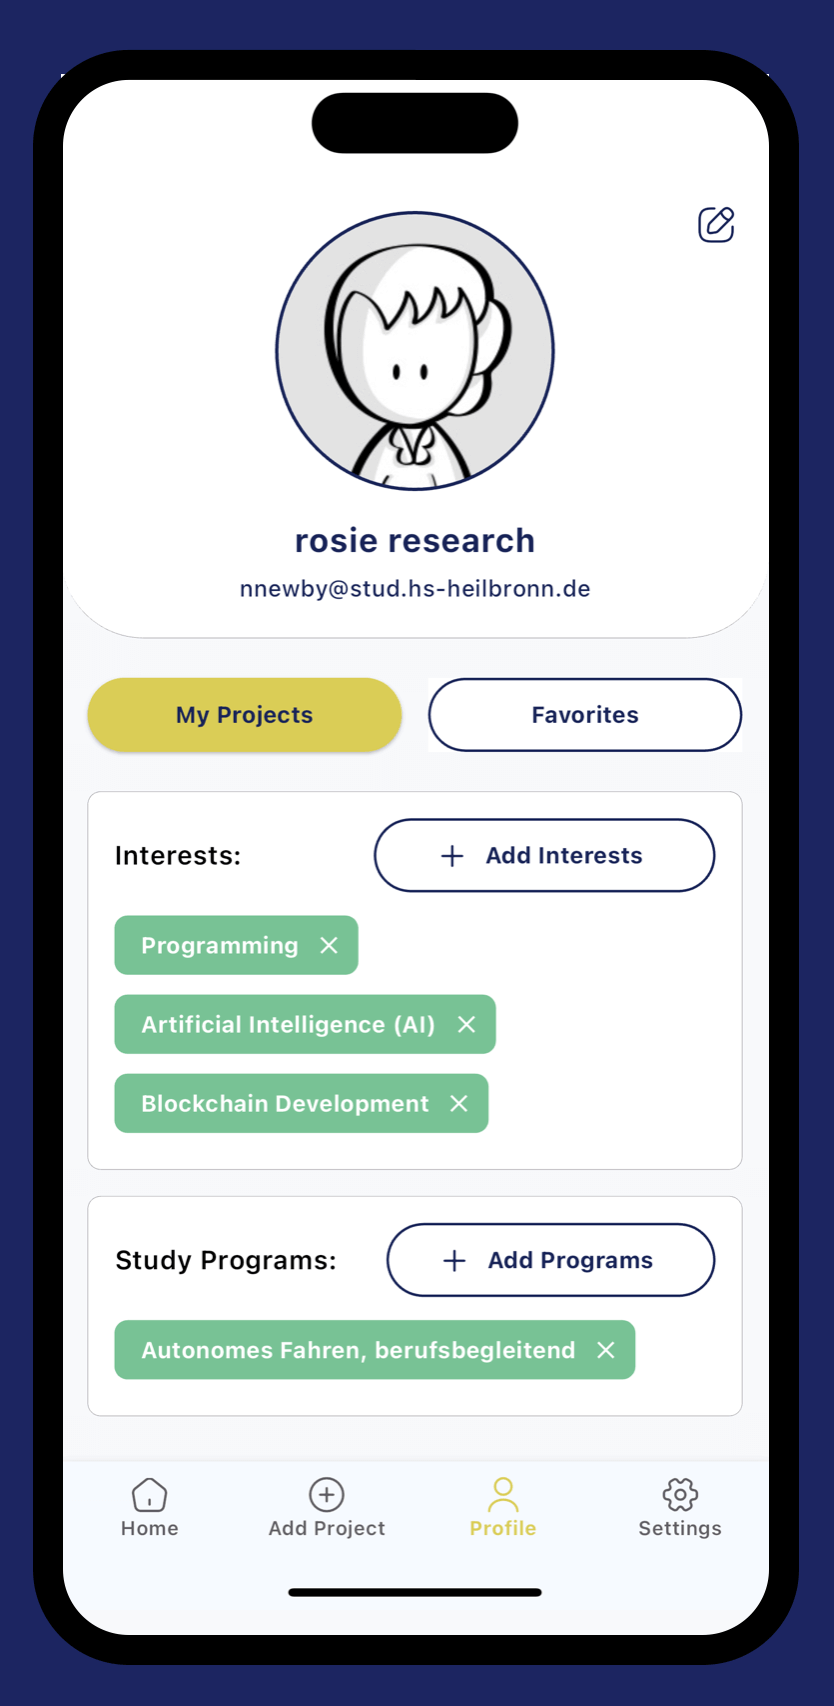 rosie research
nnewby@stud.hs-heilbronn.de
My Projects
Favorites
Interests:
Add Interests
Programming
Artificial Intelligence (AI)
Blockchain Development
Study Programs:
Add Programs
Autonomes Fahren, berufsbegleitend
Home
Add Project
Profile
Settings